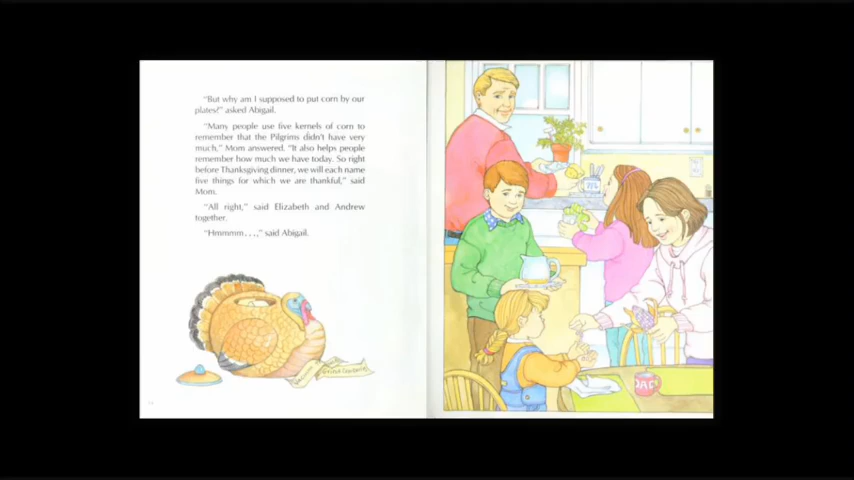 "But why am I supposed to put corn by our
plates?" asked Abigail.
"Many people use five kernels of corn to
remember that the Pilgrims didn't have very
much," Mom answered. "It also helps people
remember how much we have today. So right
before Thanksgiving dinner, we will each name
five things for which we are thankful," said
Mom.
"All right," said Elizabeth and Andrew
together.
"Hmmmm . . . ," said Abigail.